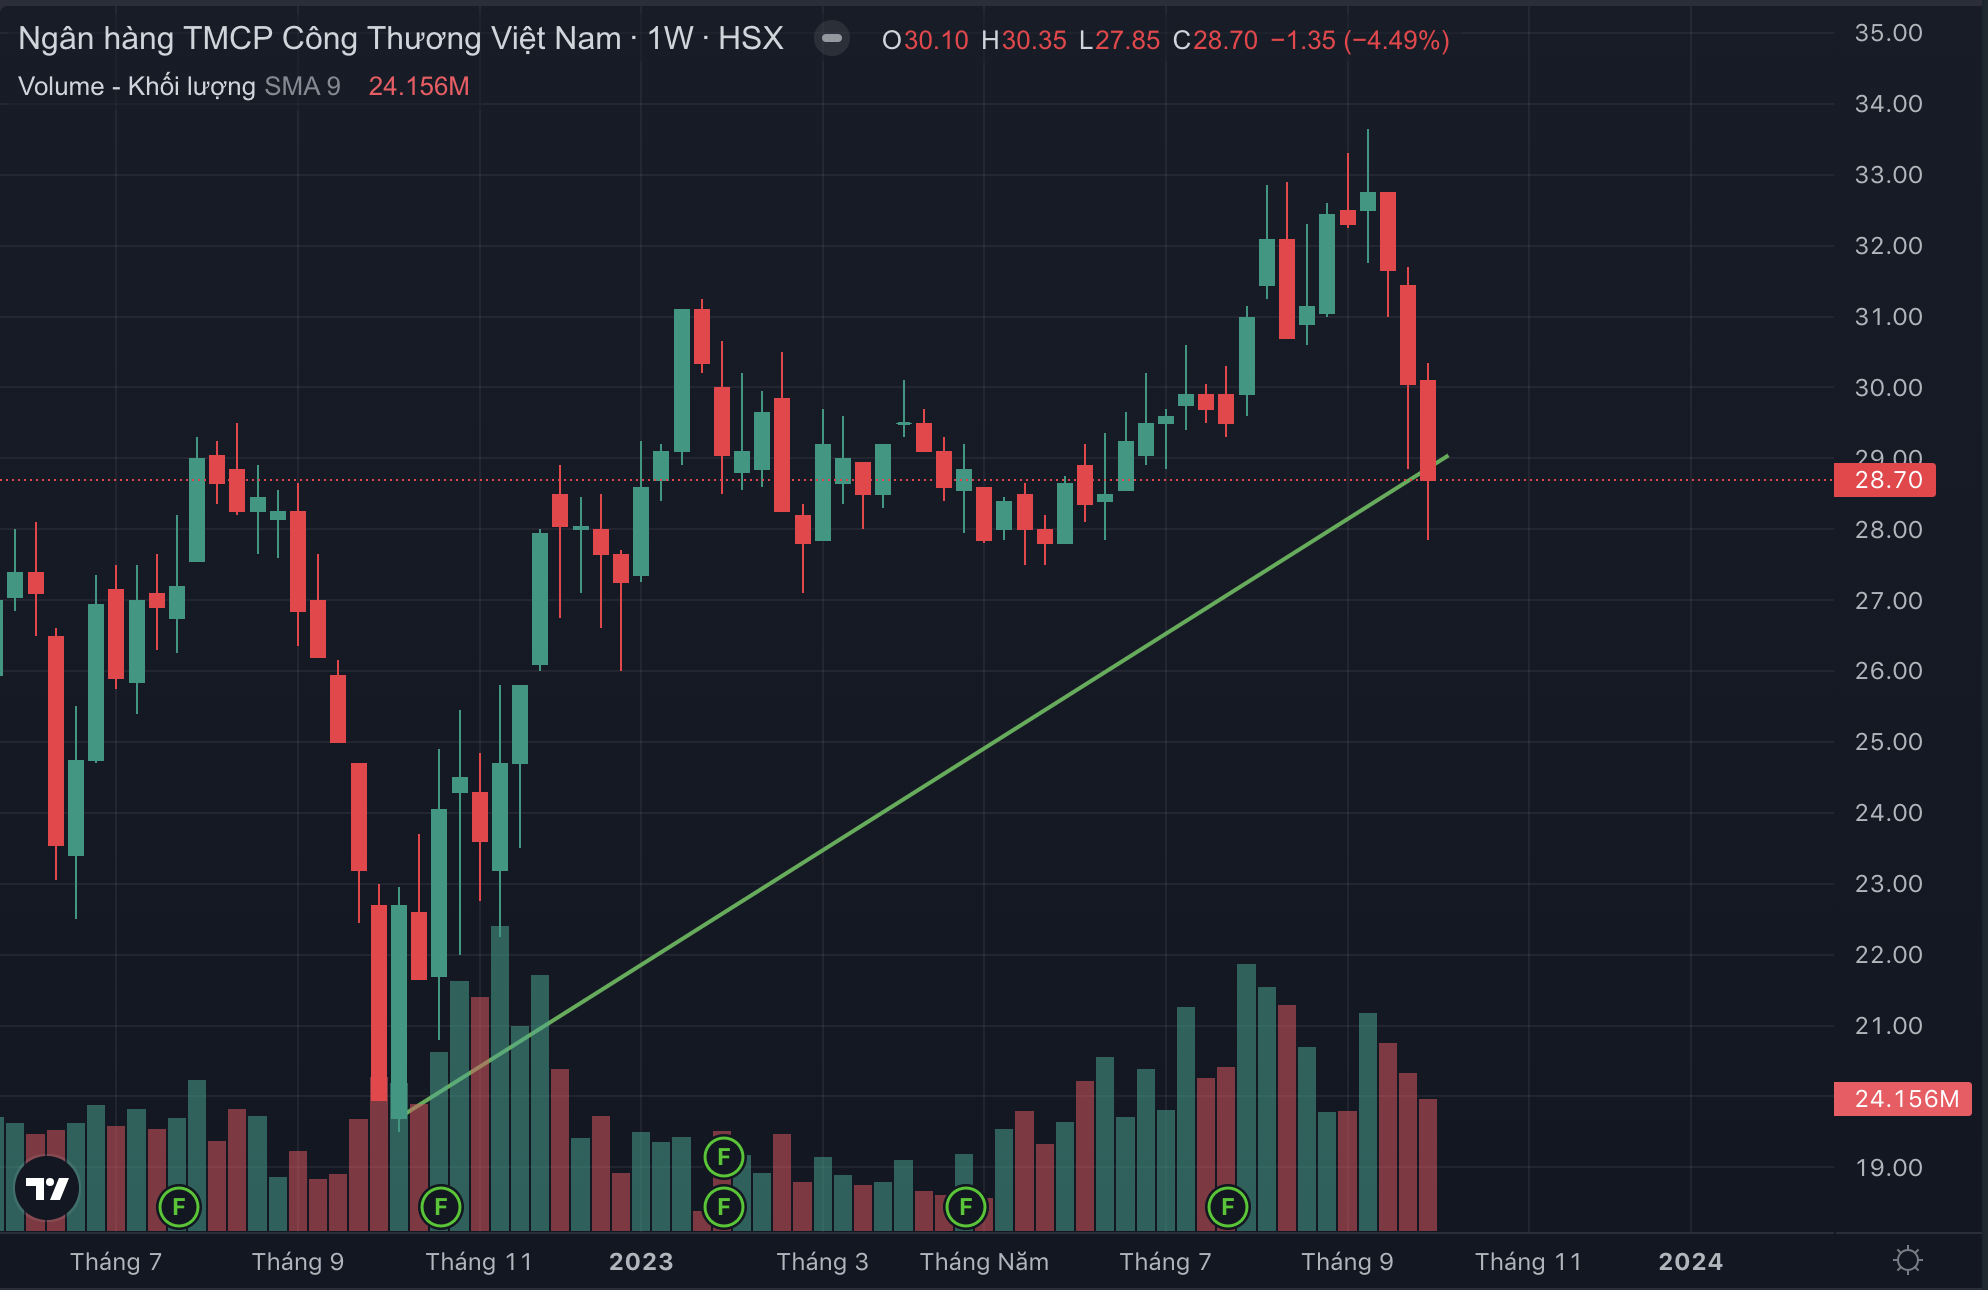 Ngân hàng TMCP Công Thương Việt Nam · 1W · HSX O30.10 H30.35 L27.85 C28.70 −1.35 (−4.49%)
Volume - Khối lượng SMA 9 24.156M
35.00
34.00
33.00
32.00
31.00
30.00
29.00
28.70
28.00
27.00
26.00
25.00
24.00
23.00
22.00
21.00
24.156M
19.00
F
F F F F F
Tháng 7 Tháng 9 Tháng 11 2023 Tháng 3 Tháng Năm Tháng 7 Tháng 9 Tháng 11 2024